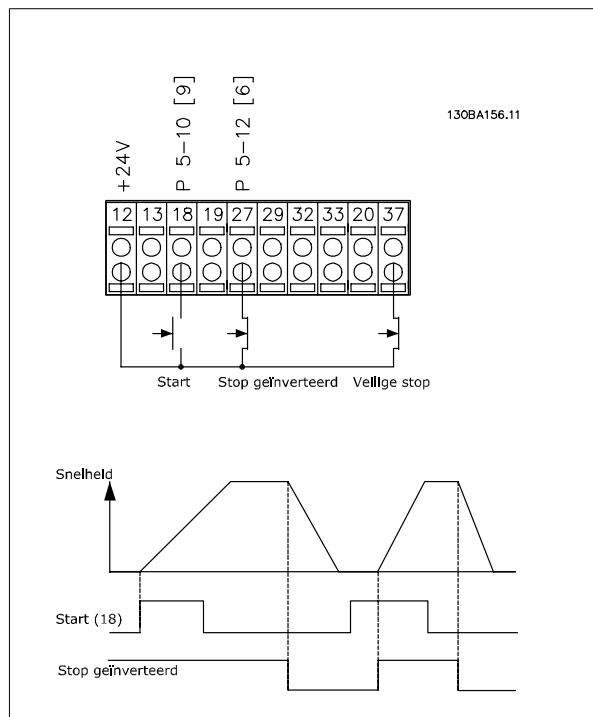 130BA156.11
+24V
P 5-10 [9]
P 5-12 [6]
12 13 18 19 27 29 32 33 20 37
Start Stop geïnverteerd Veilige stop
Snelheld
Start (18)
Stop geïnverteerd